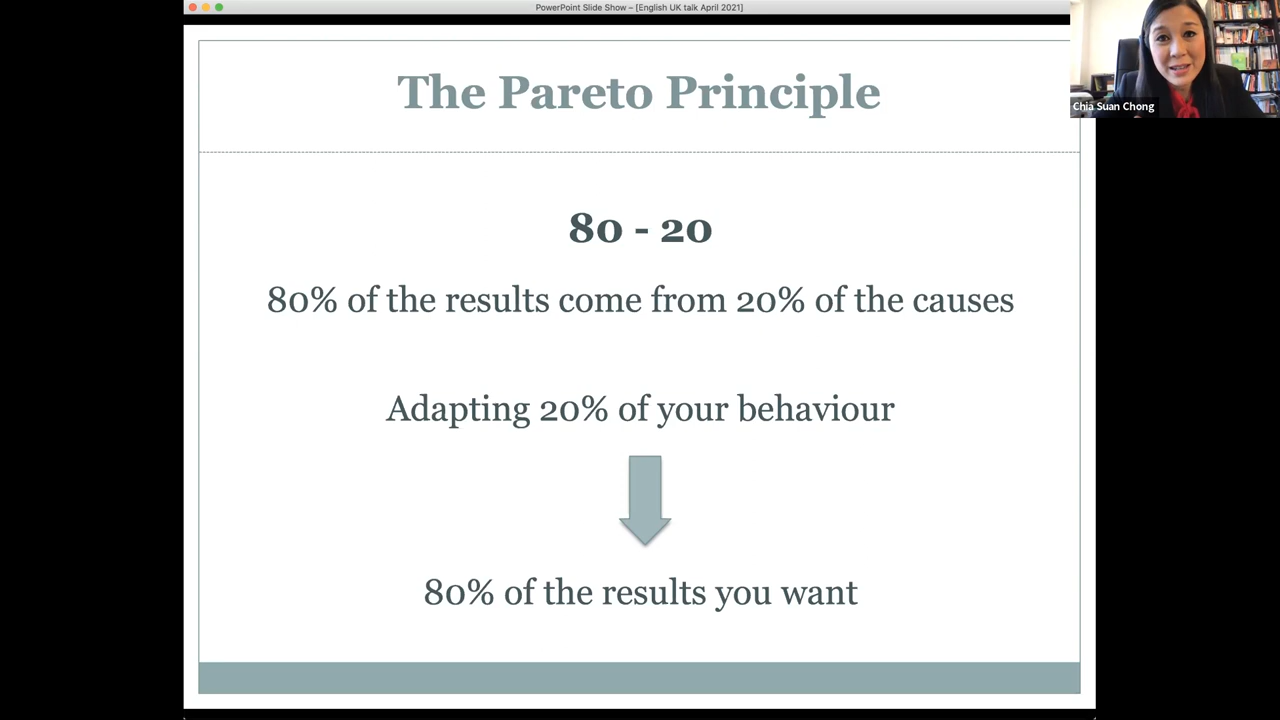 PowerPoint Slide Show – [English UK talk April 2021]
Chia Suan Chong
The Pareto Principle
80 - 20
80% of the results come from 20% of the causes
Adapting 20% of your behaviour
80% of the results you want